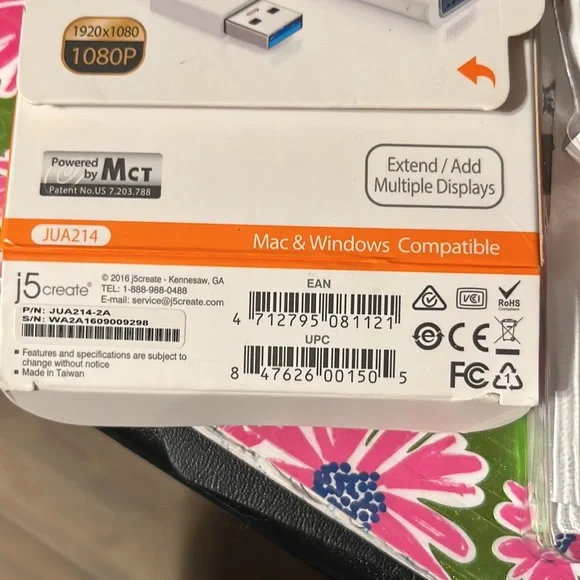 1920x1080
1080P
Powered
by MCT
Patent No.US 7.203.788
Extend / Add
Multiple Displays
JUA214
Mac & Windows Compatible
j5create®
© 2016 j5create - Kennesaw, GA
TEL: 1-888-988-0488
E-mail: service@j5create.com
P/N: JUA214-2A
S/N: WA2A1609009298
▪ Features and specifications are subject to
change without notice
▪ Made in Taiwan
EAN
4 712795 081121
UPC
8 47626 00150 5
VCI
RoHS
Compliant
e
CE
FC
1